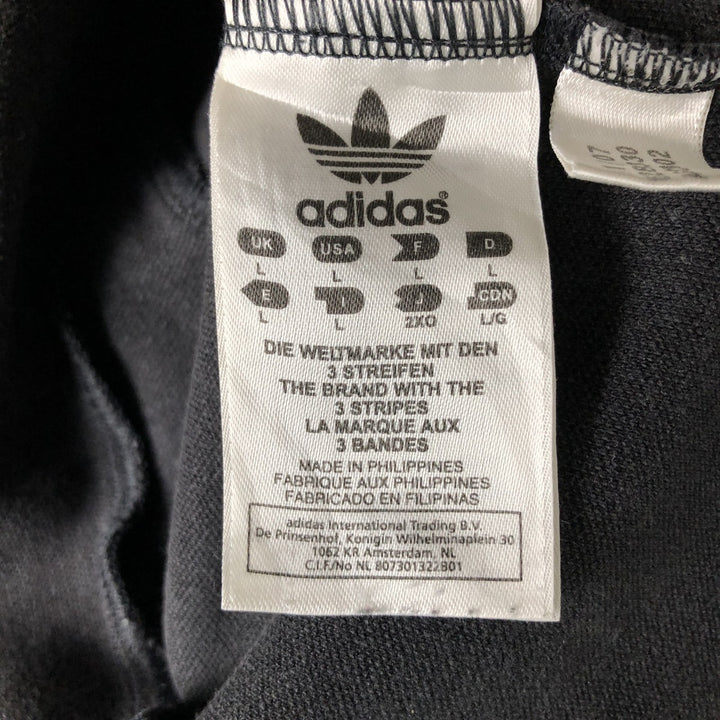 adidas®
UK USA F D
L L L L
E I J CDN
L L 2XO L/G
DIE WELTMARKE MIT DEN
3 STREIFEN
THE BRAND WITH THE
3 STRIPES
LA MARQUE AUX
3 BANDES
MADE IN PHILIPPINES
FABRIQUE AUX PHILIPPINES
FABRICADO EN FILIPINAS
adidas International Trading B.V.
De Prinsenhof, Konigin Wilhelminaplein 30
1062 KR Amsterdam, NL
C.I.F./No NL 807301322B01
07